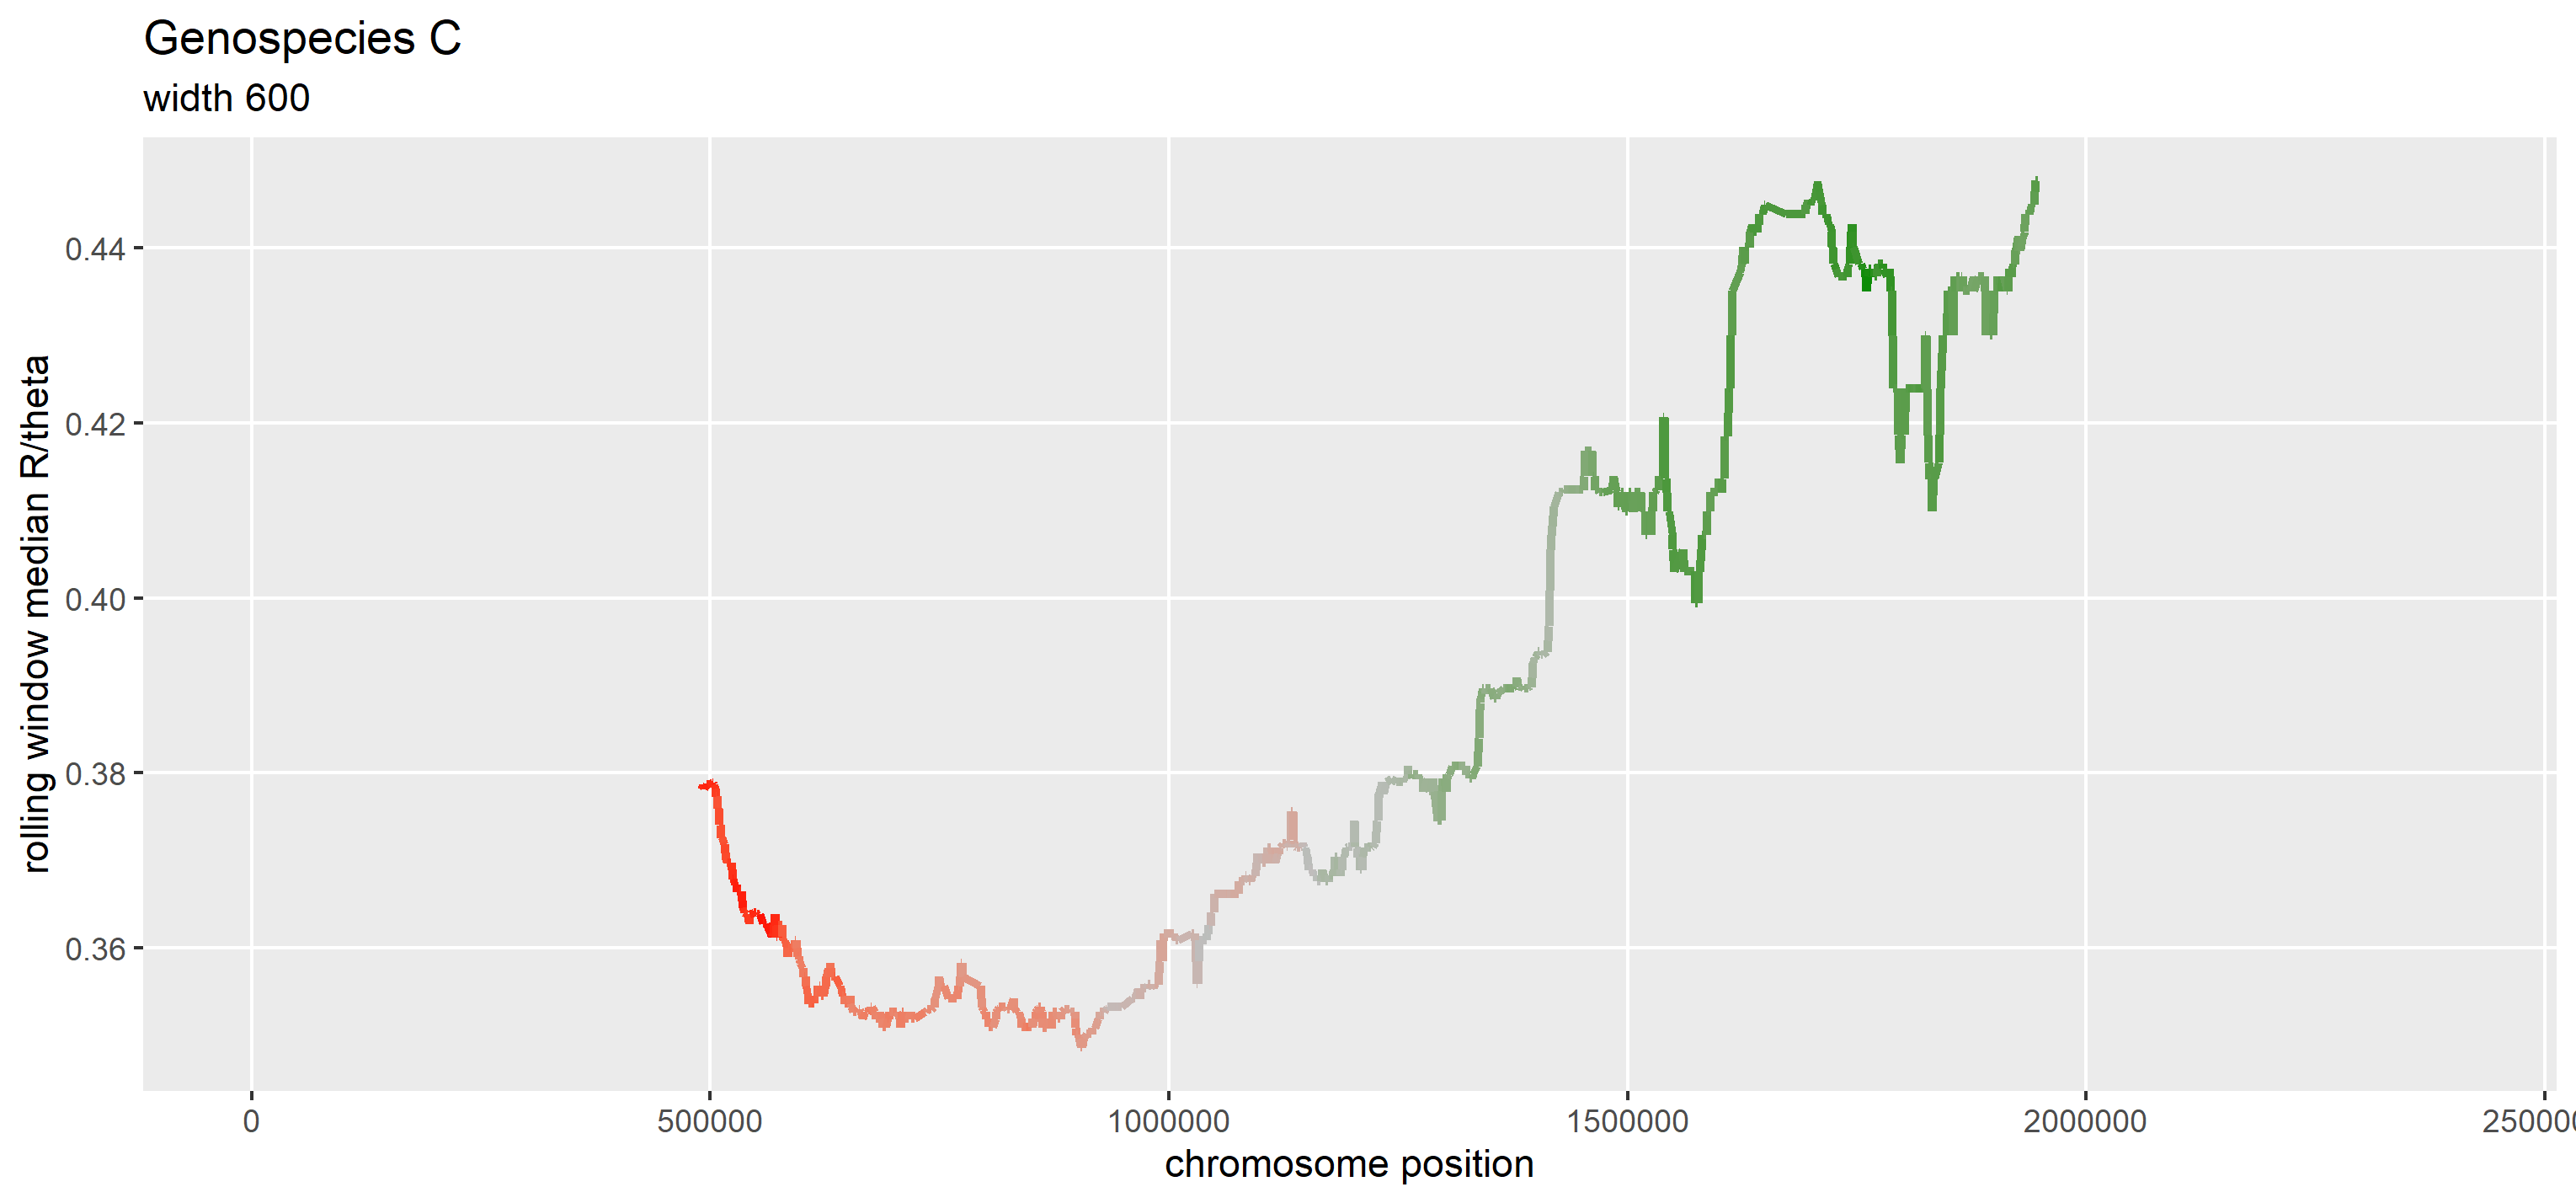 Genospecies C
width 600
rolling window median R/theta
0.44
0.42
0.40
0.38
0.36
0 500000 1000000 1500000 2000000 250000
chromosome position